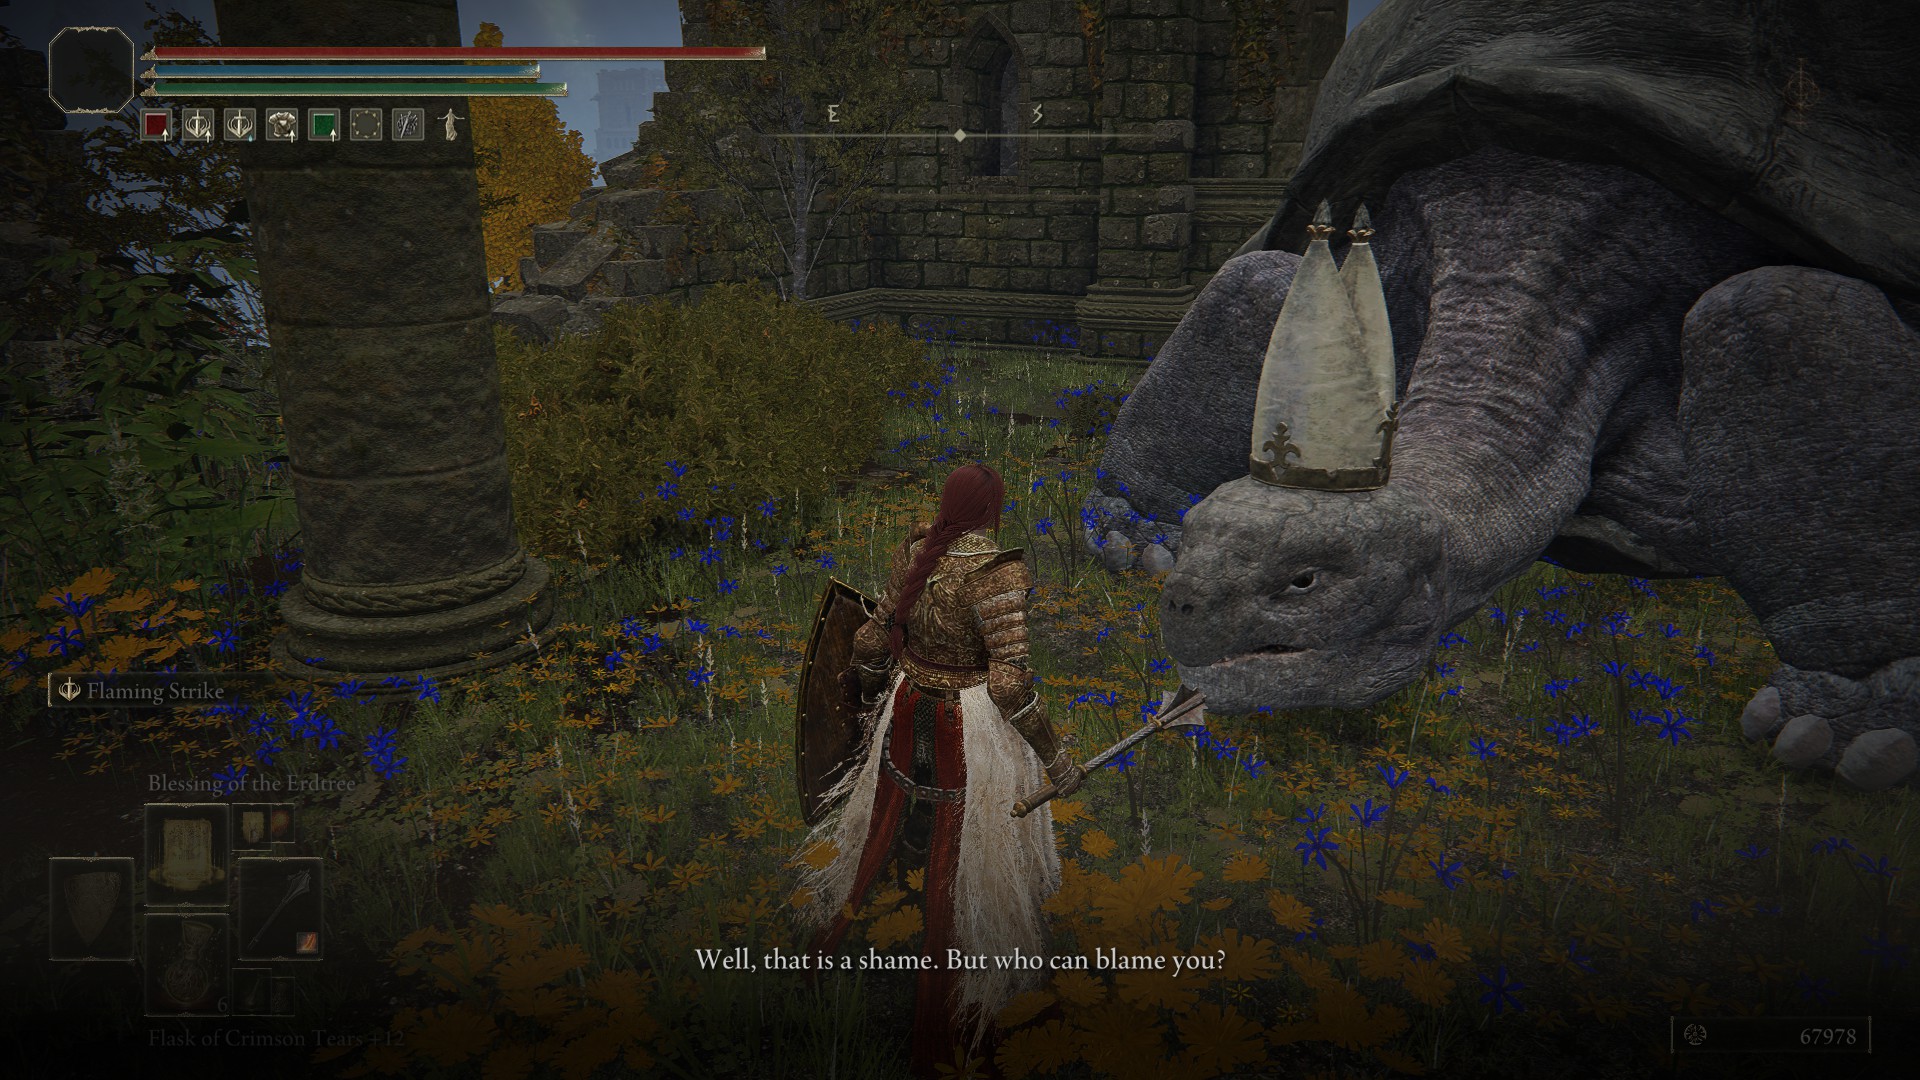 E S
Flaming Strike
Blessing of the Erdtree
6
Well, that is a shame. But who can blame you?
Flask of Crimson Tears +12
67978